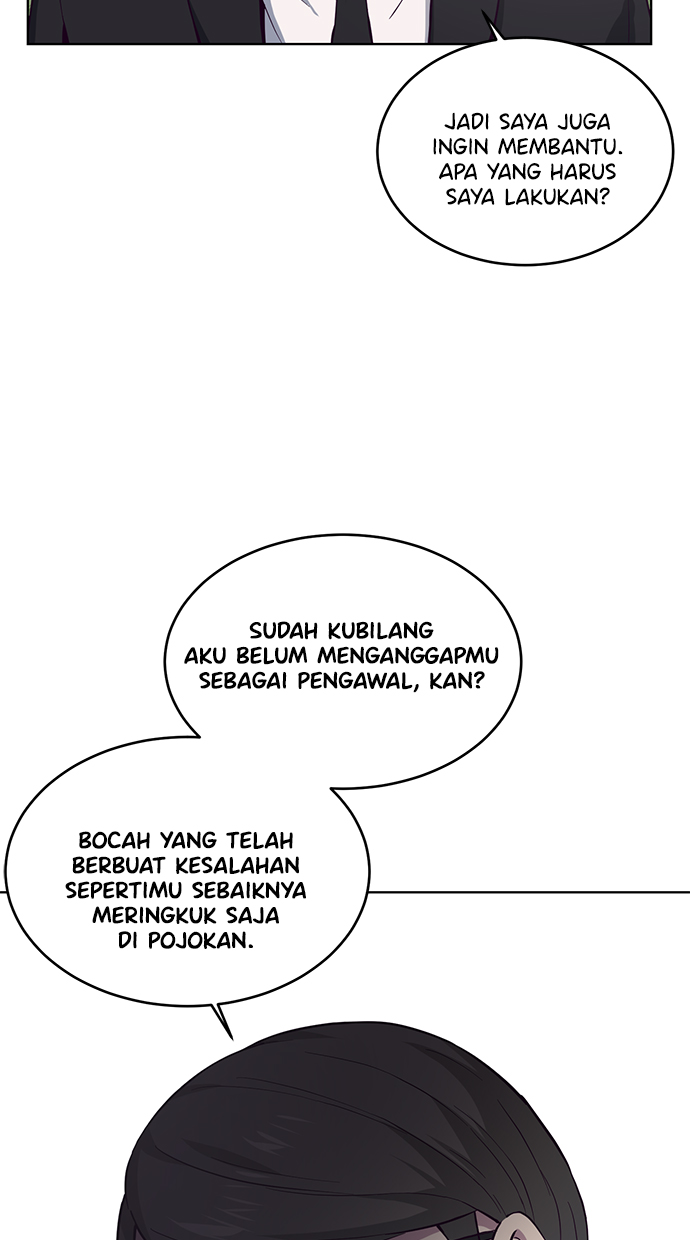 JADI SAYA JUGA
INGIN MEMBANTU.
APA YANG HARUS
SAYA LAKUKAN?
SUDAH KUBILANG
AKU BELUM MENGANGGAPMU
SEBAGAI PENGAWAL, KAN?
BOCAH YANG TELAH
BERBUAT KESALAHAN
SEPERTIMU SEBAIKNYA
MERINGKUK SAJA
DI POJOKAN.